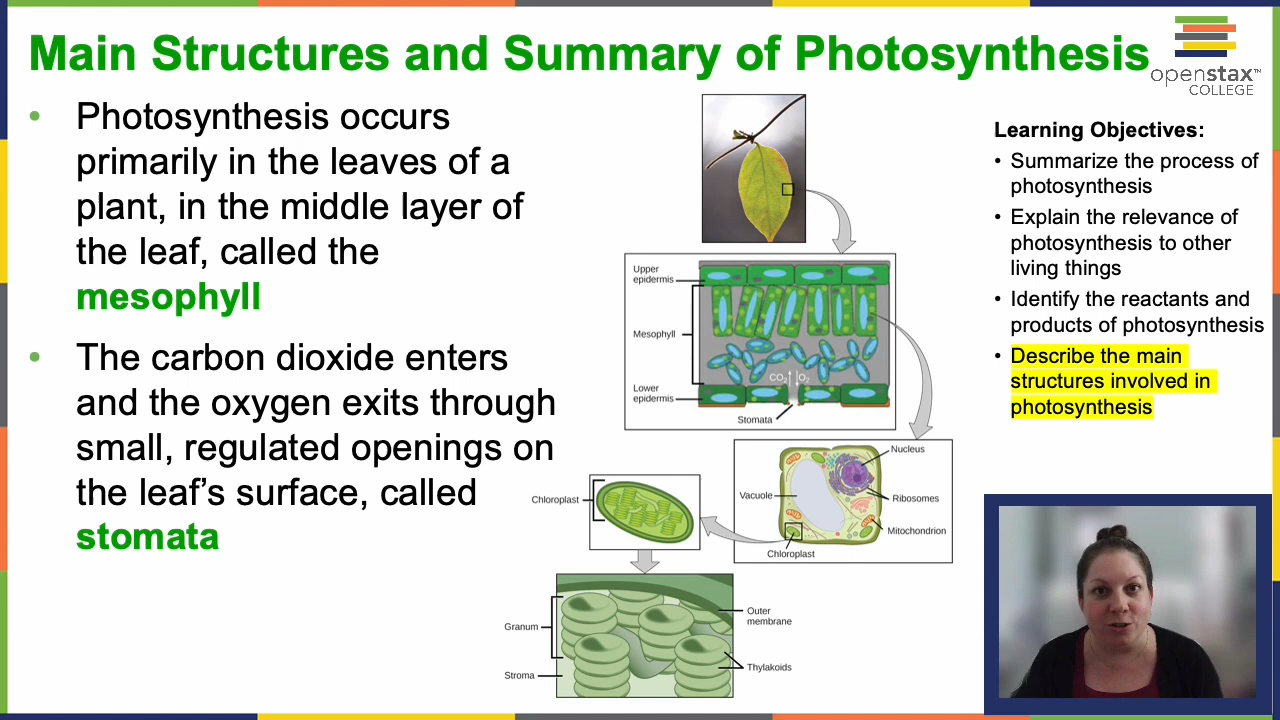 Main Structures and Summary of Photosynthesis
openstax™
COLLEGE
• Photosynthesis occurs
primarily in the leaves of a
plant, in the middle layer of
the leaf, called the
mesophyll
• The carbon dioxide enters
and the oxygen exits through
small, regulated openings on
the leaf’s surface, called
stomata
Upper
epidermis
Mesophyll
CO2 O2
Lower
epidermis
Stomata
Nucleus
Vacuole
Ribosomes
Mitochondrion
Chloroplast
Chloroplast
Granum
Stroma
Outer
membrane
Thylakoids
Learning Objectives:
• Summarize the process of
photosynthesis
• Explain the relevance of
photosynthesis to other
living things
• Identify the reactants and
products of photosynthesis
• Describe the main
structures involved in
photosynthesis